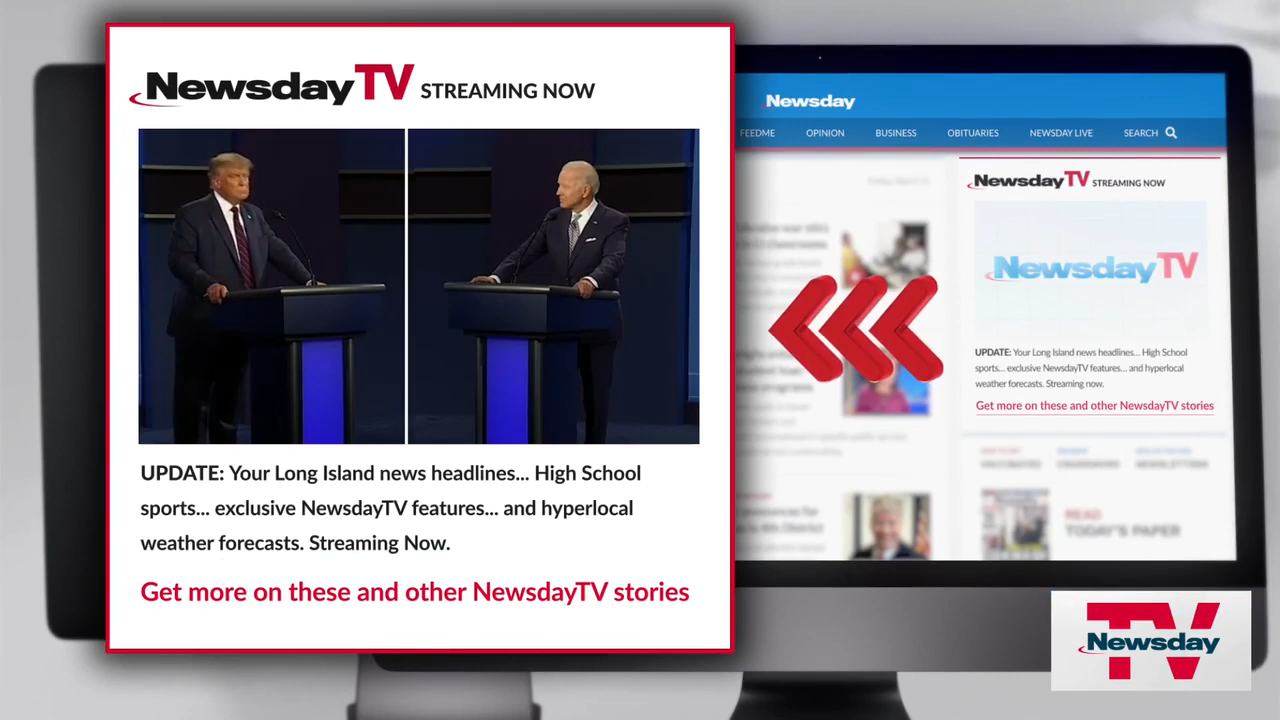 NewsdayTV STREAMING NOW
UPDATE: Your Long Island news headlines... High School
sports... exclusive NewsdayTV features... and hyperlocal
weather forecasts. Streaming Now.
Get more on these and other NewsdayTV stories
Newsday
FEEDME OPINION BUSINESS OBITUARIES NEWSDAY LIVE SEARCH
NewsdayTV STREAMING NOW
NewsdayTV
UPDATE: Your Long Island news headlines... High School
sports... exclusive NewsdayTV features... and hyperlocal
weather forecasts. Streaming now.
Get more on these and other NewsdayTV stories
READ
TODAY'S PAPER
TV
Newsday